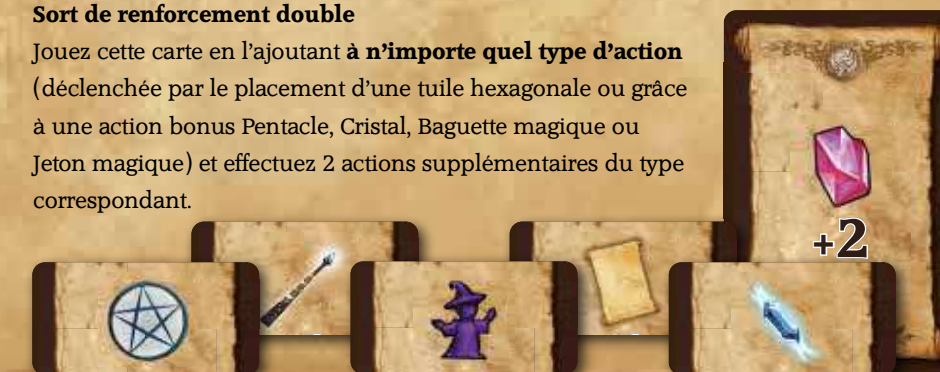 Sort de renforcement double
Jouez cette carte en l’ajoutant à n’importe quel type d’action
(déclenchée par le placement d’une tuile hexagonale ou grâce
à une action bonus Pentacle, Cristal, Baguette magique ou
Jeton magique) et effectuez 2 actions supplémentaires du type
correspondant.
+2